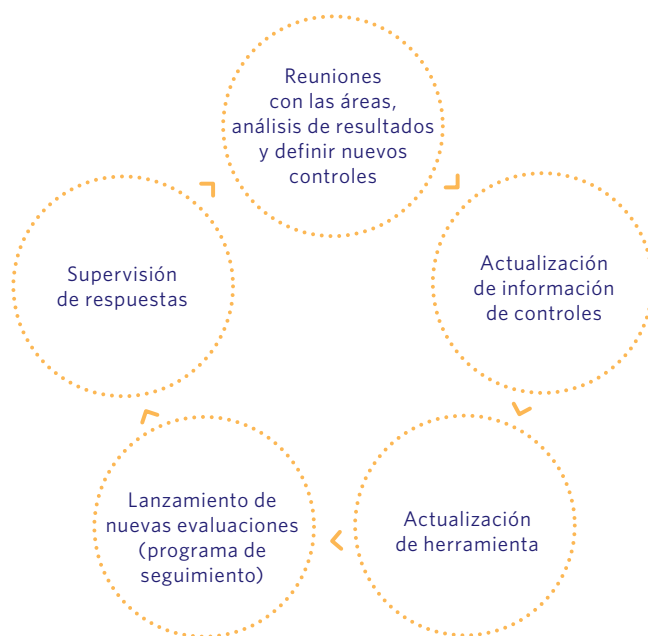 Reuniones
con las áreas,
análisis de resultados
y definir nuevos
controles
Actualización
de información
de controles
Actualización
de herramienta
Lanzamiento de
nuevas evaluaciones
(programa de
seguimiento)
Supervisión
de respuestas